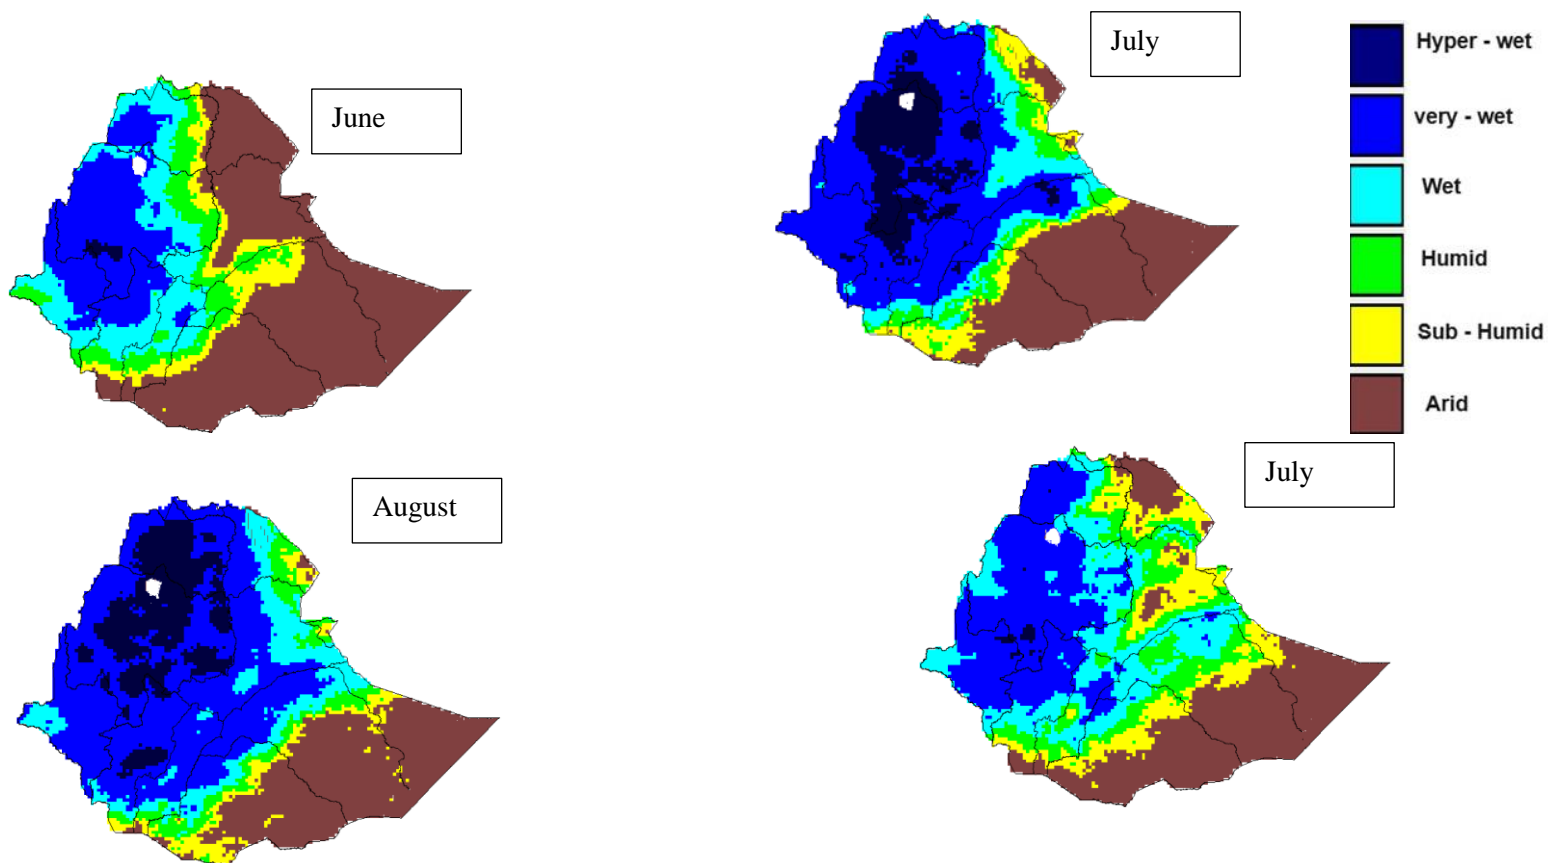 June
July
Hyper - wet
very - wet
Wet
Humid
Sub - Humid
Arid
August
July